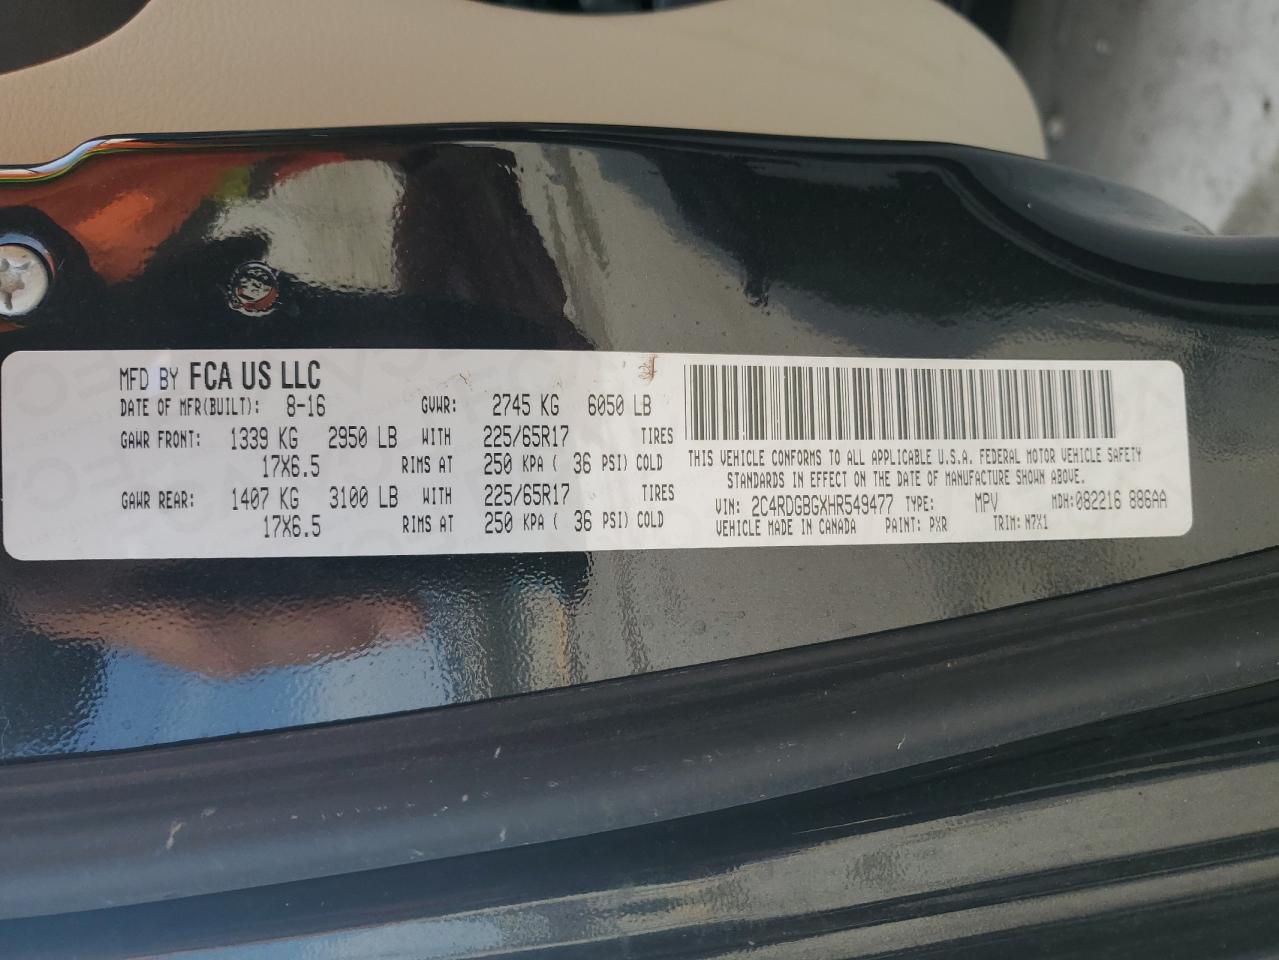 MFD BY FCA US LLC
DATE OF MFR(BUILT): 8-16 GVWR: 2745 KG 6050 LB
GAWR FRONT: 1339 KG 2950 LB WITH 225/65R17 TIRES
17X6.5 RIMS AT 250 KPA ( 36 PSI) COLD
GAWR REAR: 1407 KG 3100 LB WITH 225/65R17 TIRES
17X6.5 RIMS AT 250 KPA ( 36 PSI) COLD
THIS VEHICLE CONFORMS TO ALL APPLICABLE U.S.A. FEDERAL MOTOR VEHICLE SAFETY
STANDARDS IN EFFECT ON THE DATE OF MANUFACTURE SHOWN ABOVE.
VIN: 2C4RDGBGXHR549477 TYPE: MPV MDH:082216 886AA
VEHICLE MADE IN CANADA PAINT: PXR TRIM: N7X1